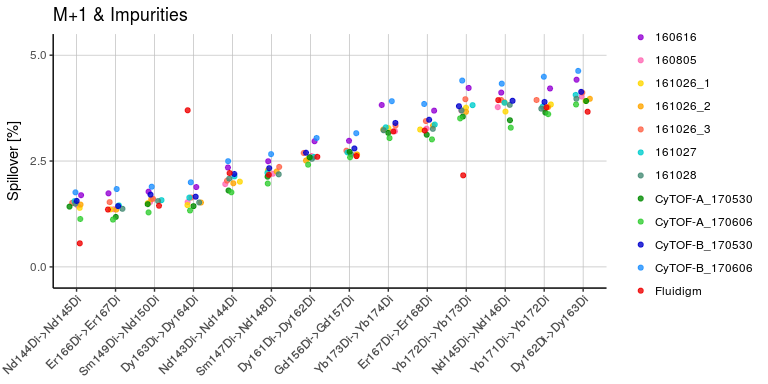 M+1 & Impurities
Spillover [%]
5.0
2.5
0.0
Nd144Di->Nd145Di
Er166Di->Er167Di
Sm149Di->Nd150Di
Dy163Di->Dy164Di
Nd143Di->Nd144Di
Sm147Di->Nd148Di
Dy161Di->Dy162Di
Gd156Di->Gd157Di
Yb173Di->Yb174Di
Er167Di->Er168Di
Yb172Di->Yb173Di
Nd145Di->Nd146Di
Yb171Di->Yb172Di
Dy162Di->Dy163Di
160616
160805
161026_1
161026_2
161026_3
161027
161028
CyTOF-A_170530
CyTOF-A_170606
CyTOF-B_170530
CyTOF-B_170606
Fluidigm